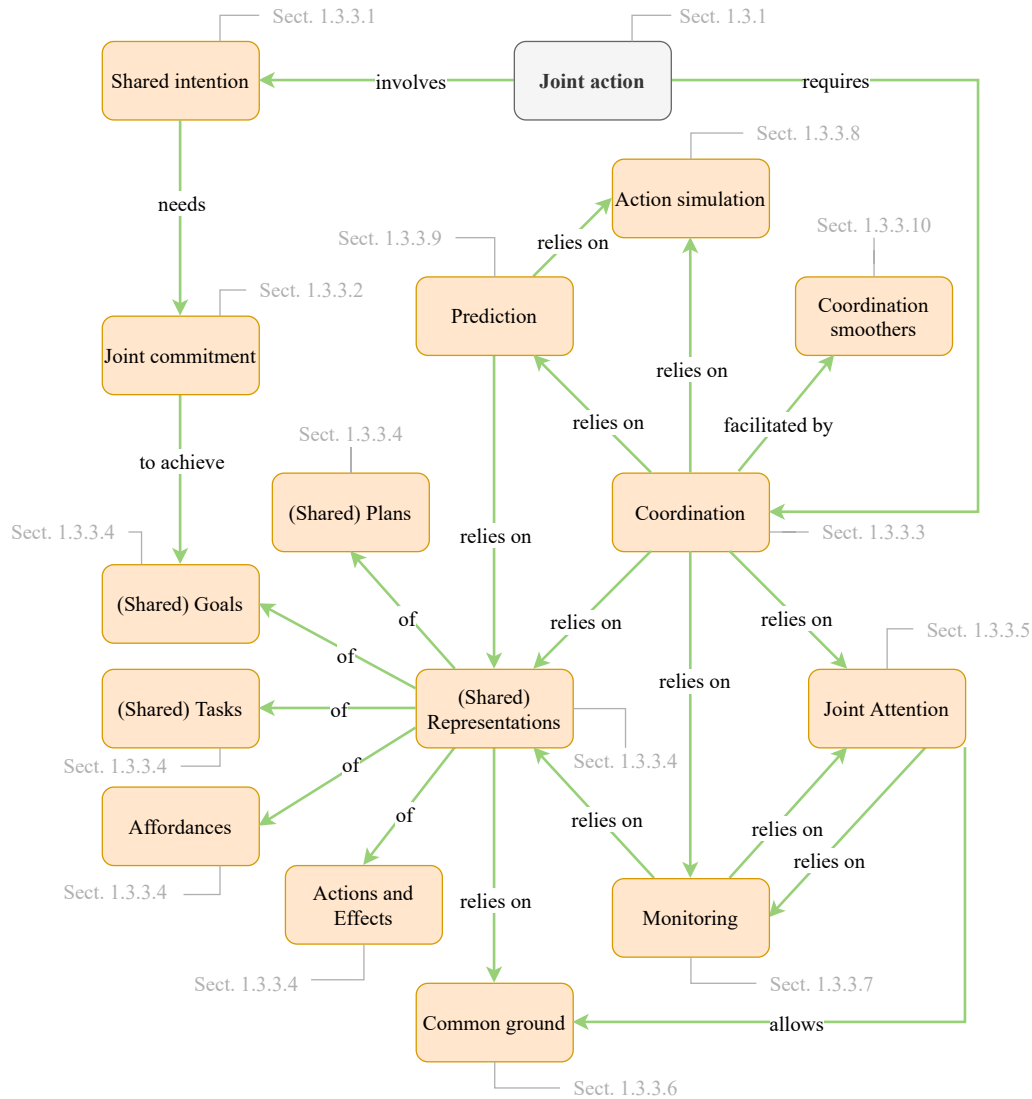 Sect. 1.3.3.1
Sect. 1.3.1
Shared intention
involves
Joint action
requires
Sect. 1.3.3.8
Action simulation
needs
Sect. 1.3.3.9
relies on
Sect. 1.3.3.10
Sect. 1.3.3.2
Prediction
Coordination
smoothers
Joint commitment
relies on
relies on
facilitated by
to achieve
Sect. 1.3.3.4
(Shared) Plans
Coordination
Sect. 1.3.3.4
relies on
Sect. 1.3.3.3
(Shared) Goals
of
relies on
relies on
Sect. 1.3.3.5
of
relies on
(Shared) Tasks
of
(Shared)
Representations
Joint Attention
Sect. 1.3.3.4
of
Sect. 1.3.3.4
Affordances
of
relies on
relies on
relies on
Sect. 1.3.3.4
Actions and
Effects
relies on
Monitoring
Sect. 1.3.3.4
Sect. 1.3.3.7
Common ground
allows
Sect. 1.3.3.6